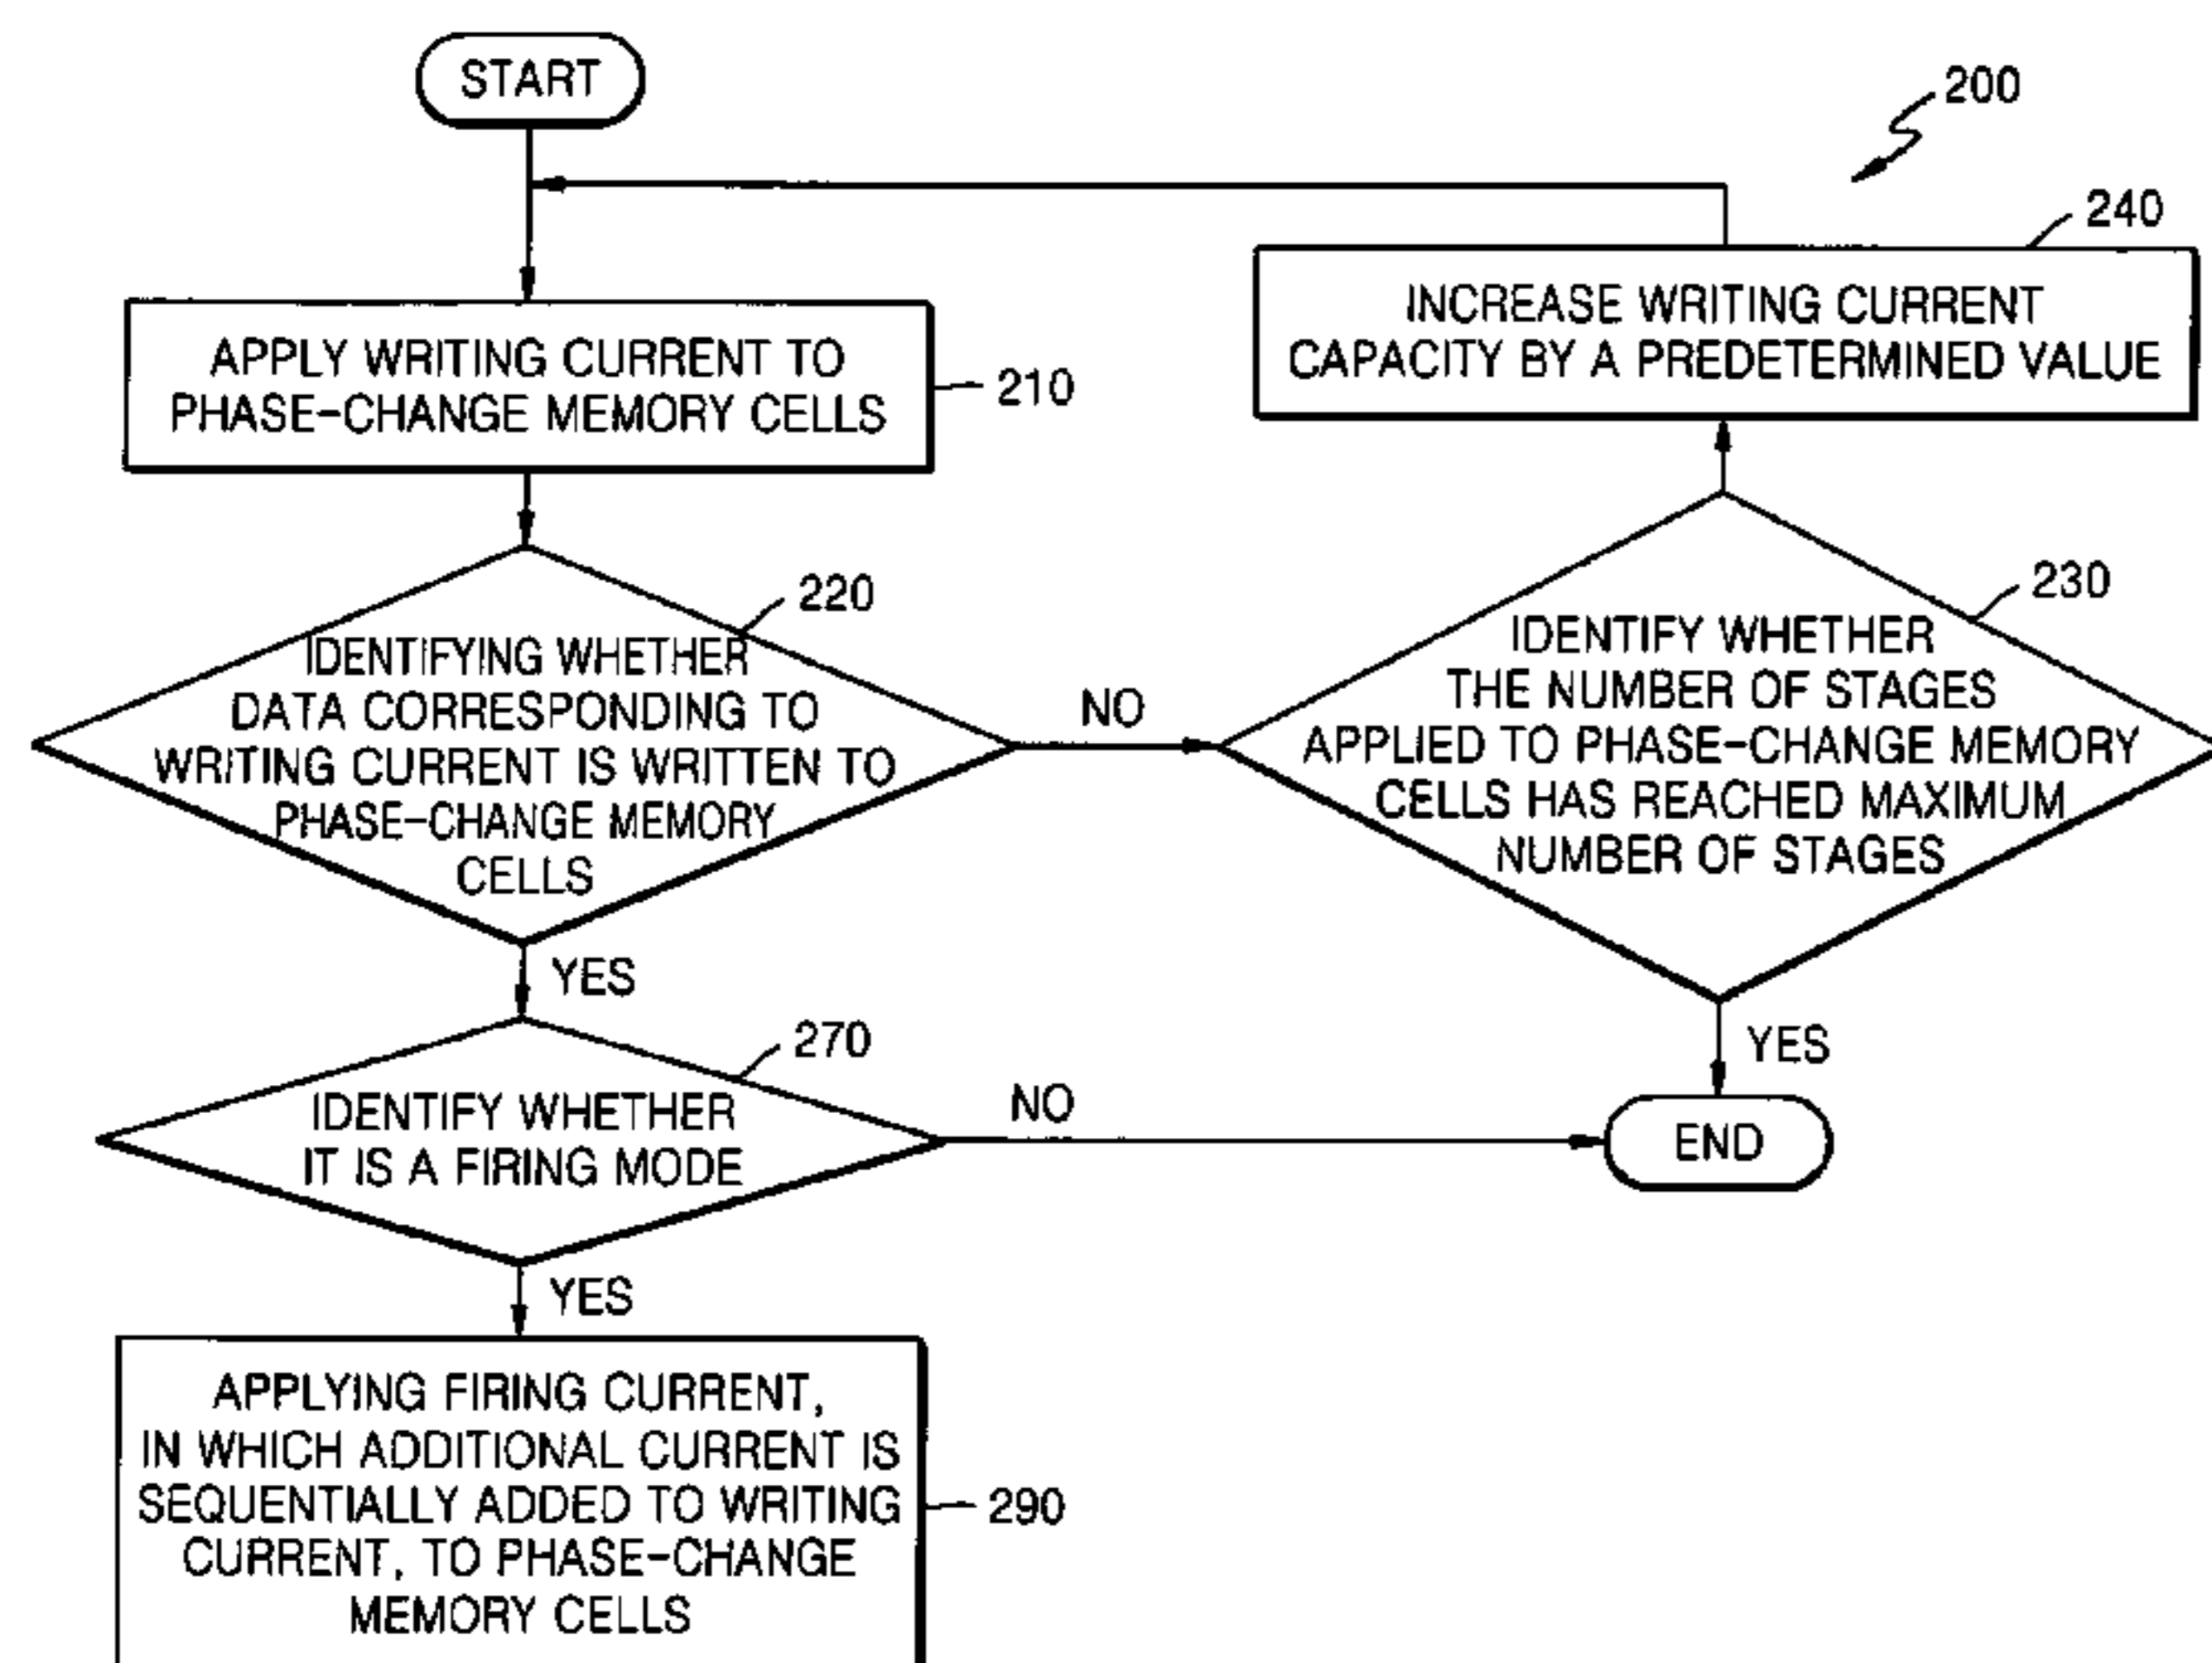 START
200
240
INCREASE WRITING CURRENT
CAPACITY BY A PREDETERMINED VALUE
APPLY WRITING CURRENT TO
PHASE-CHANGE MEMORY CELLS
210
220
IDENTIFYING WHETHER
DATA CORRESPONDING TO
WRITING CURRENT IS WRITTEN TO
PHASE-CHANGE MEMORY
CELLS
NO
230
IDENTIFY WHETHER
THE NUMBER OF STAGES
APPLIED TO PHASE-CHANGE MEMORY
CELLS HAS REACHED MAXIMUM
NUMBER OF STAGES
YES
YES
270
IDENTIFY WHETHER
IT IS A FIRING MODE
NO
END
YES
APPLYING FIRING CURRENT,
IN WHICH ADDITIONAL CURRENT IS
SEQUENTIALLY ADDED TO WRITING
CURRENT, TO PHASE-CHANGE
MEMORY CELLS
290